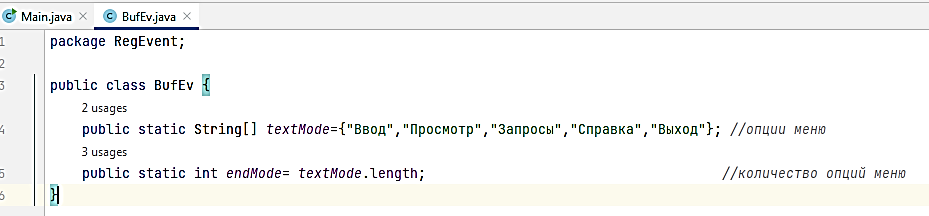 Main.java BufEv.java
1 package RegEvent;
2
3 public class BufEv {
2 usages
4 public static String[] textMode={"Ввод","Просмотр","Запросы","Справка","Выход"}; //опции меню
3 usages
5 public static int endMode= textMode.length; //количество опций меню
6 }